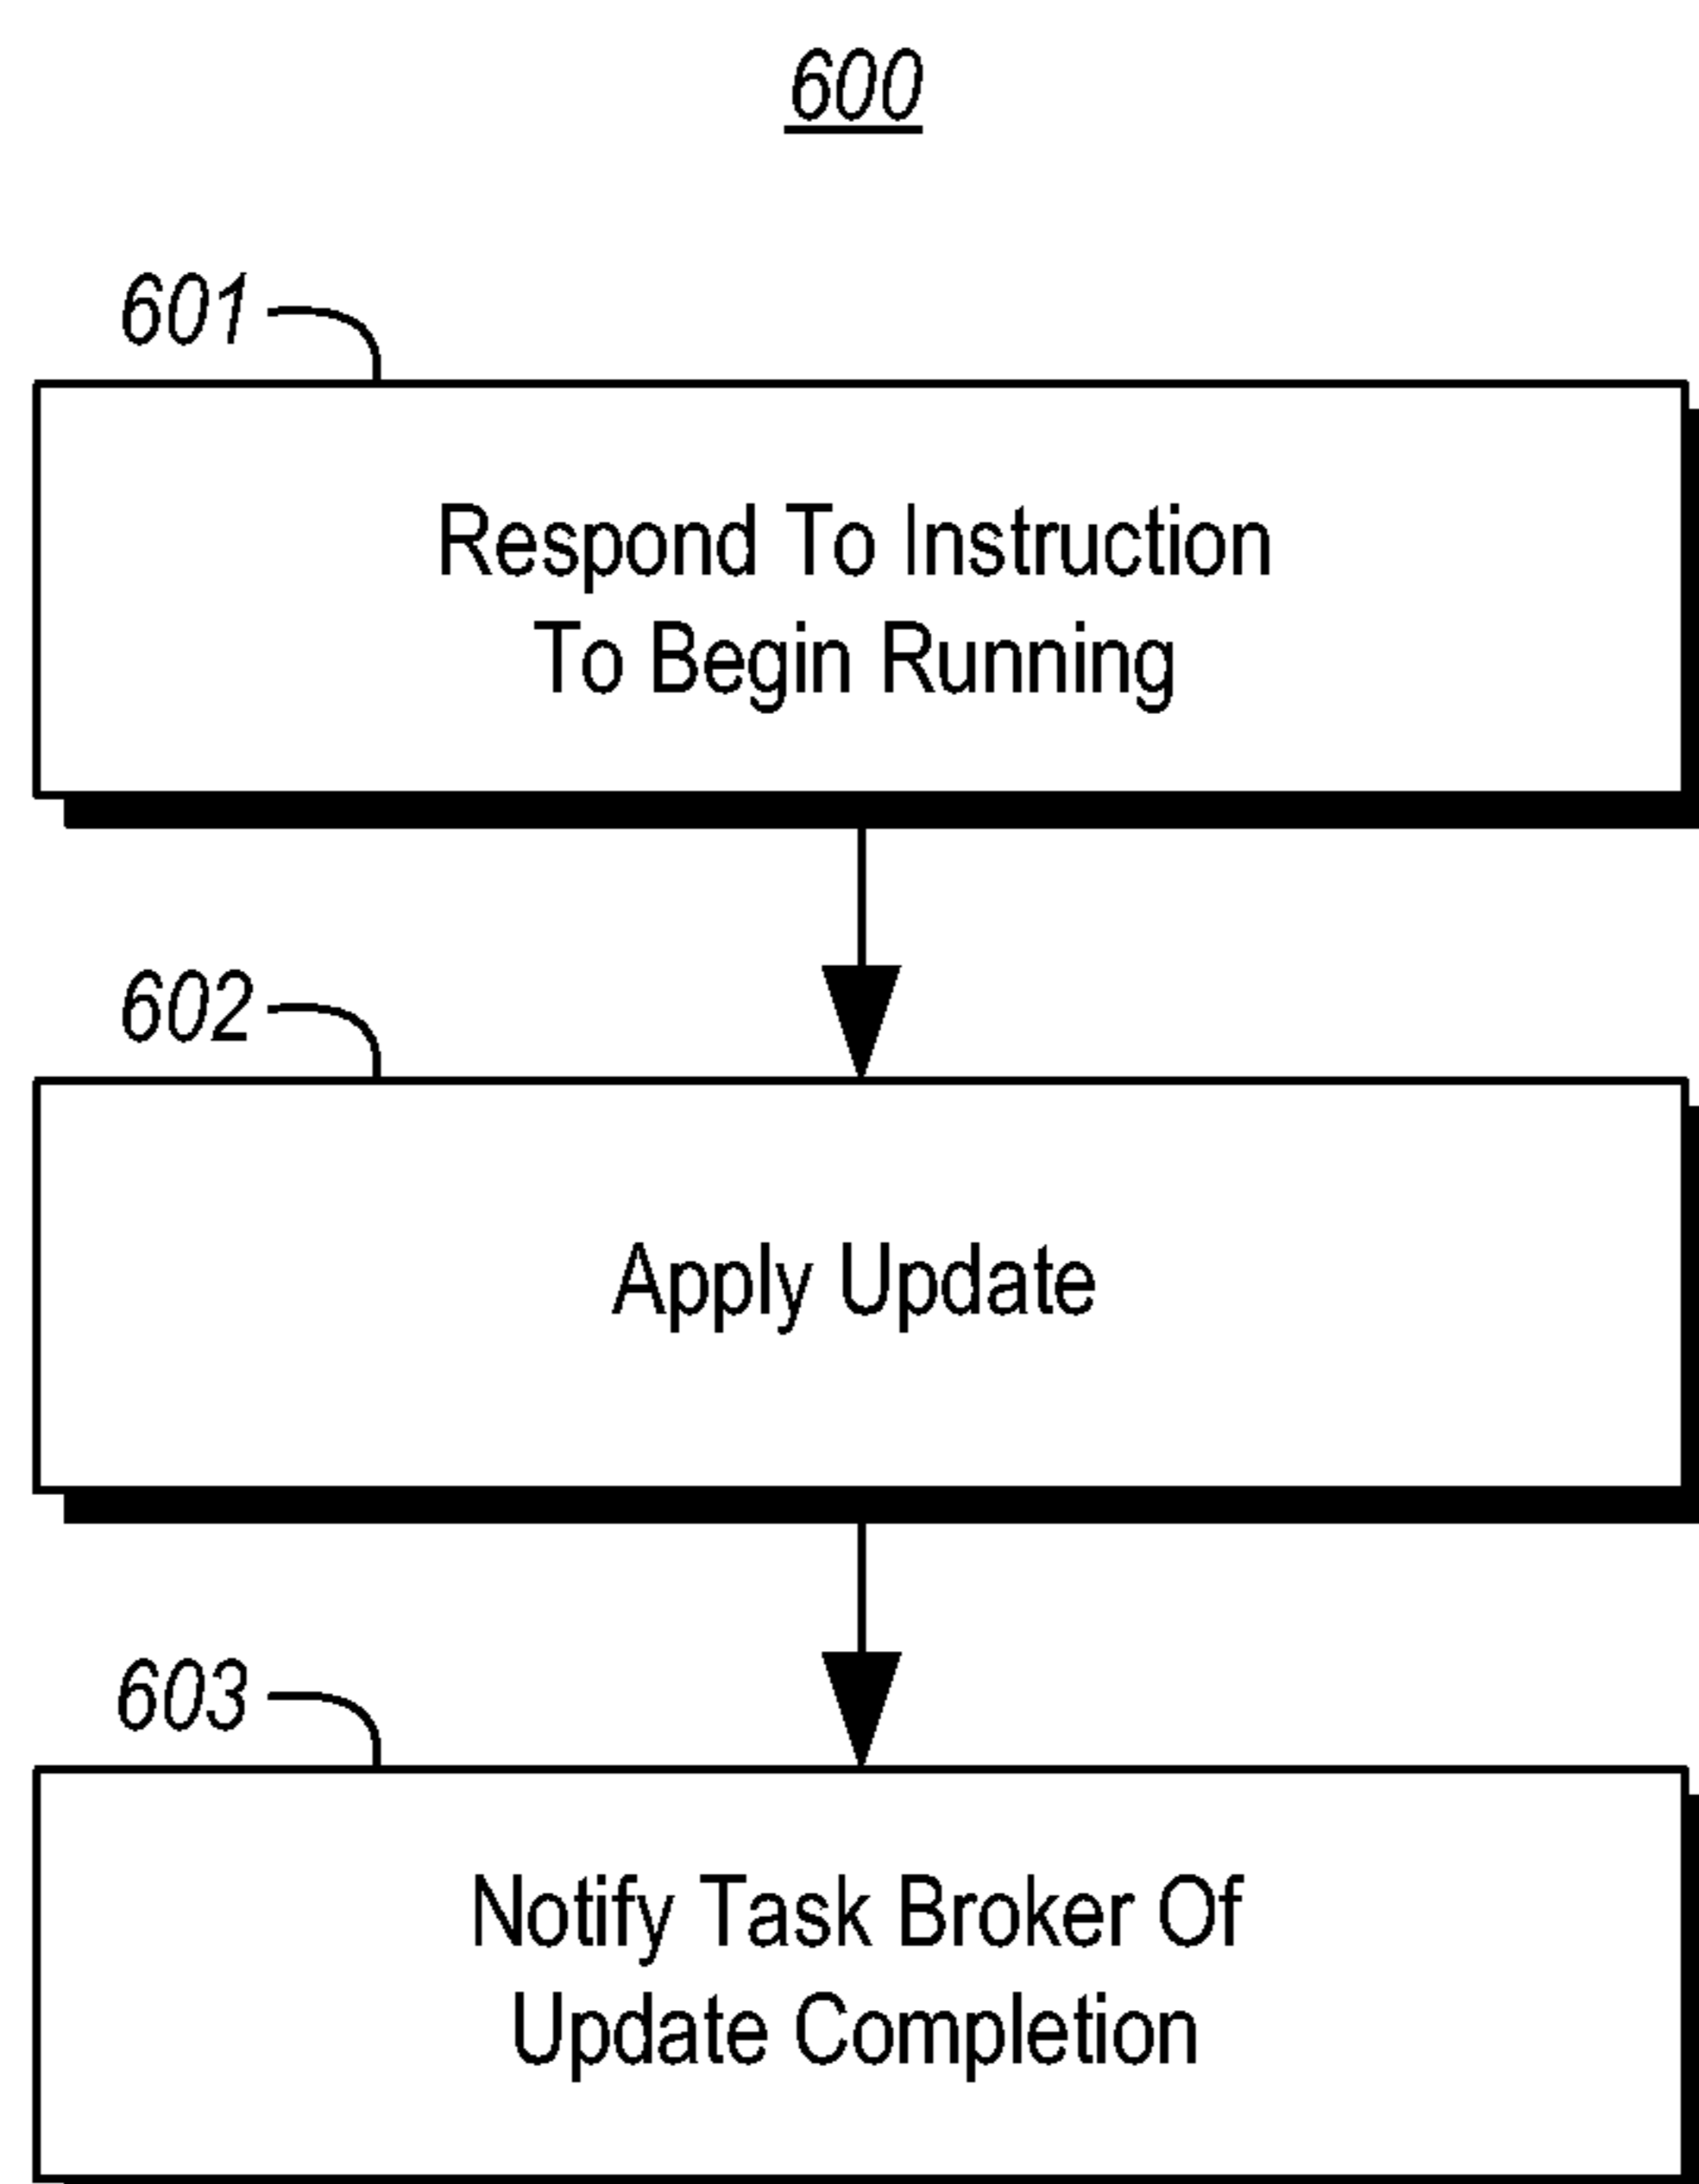 600
601
Respond To Instruction
To Begin Running
602
Apply Update
603
Notify Task Broker Of
Update Completion